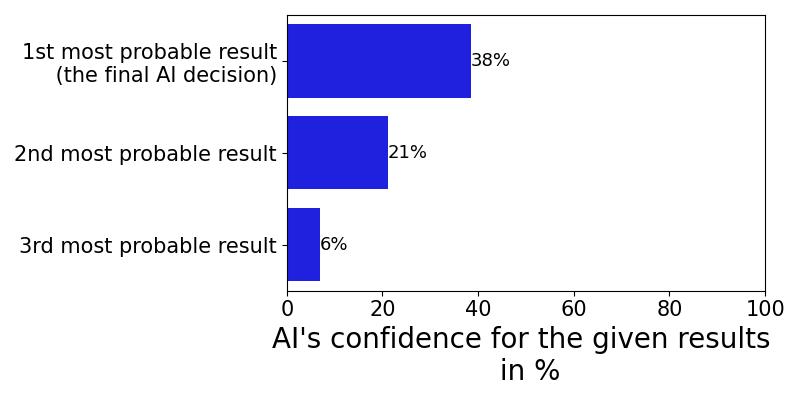 1st most probable result
(the final AI decision)
38%
2nd most probable result
21%
3rd most probable result
6%
0 20 40 60 80 100
AI's confidence for the given results
in %